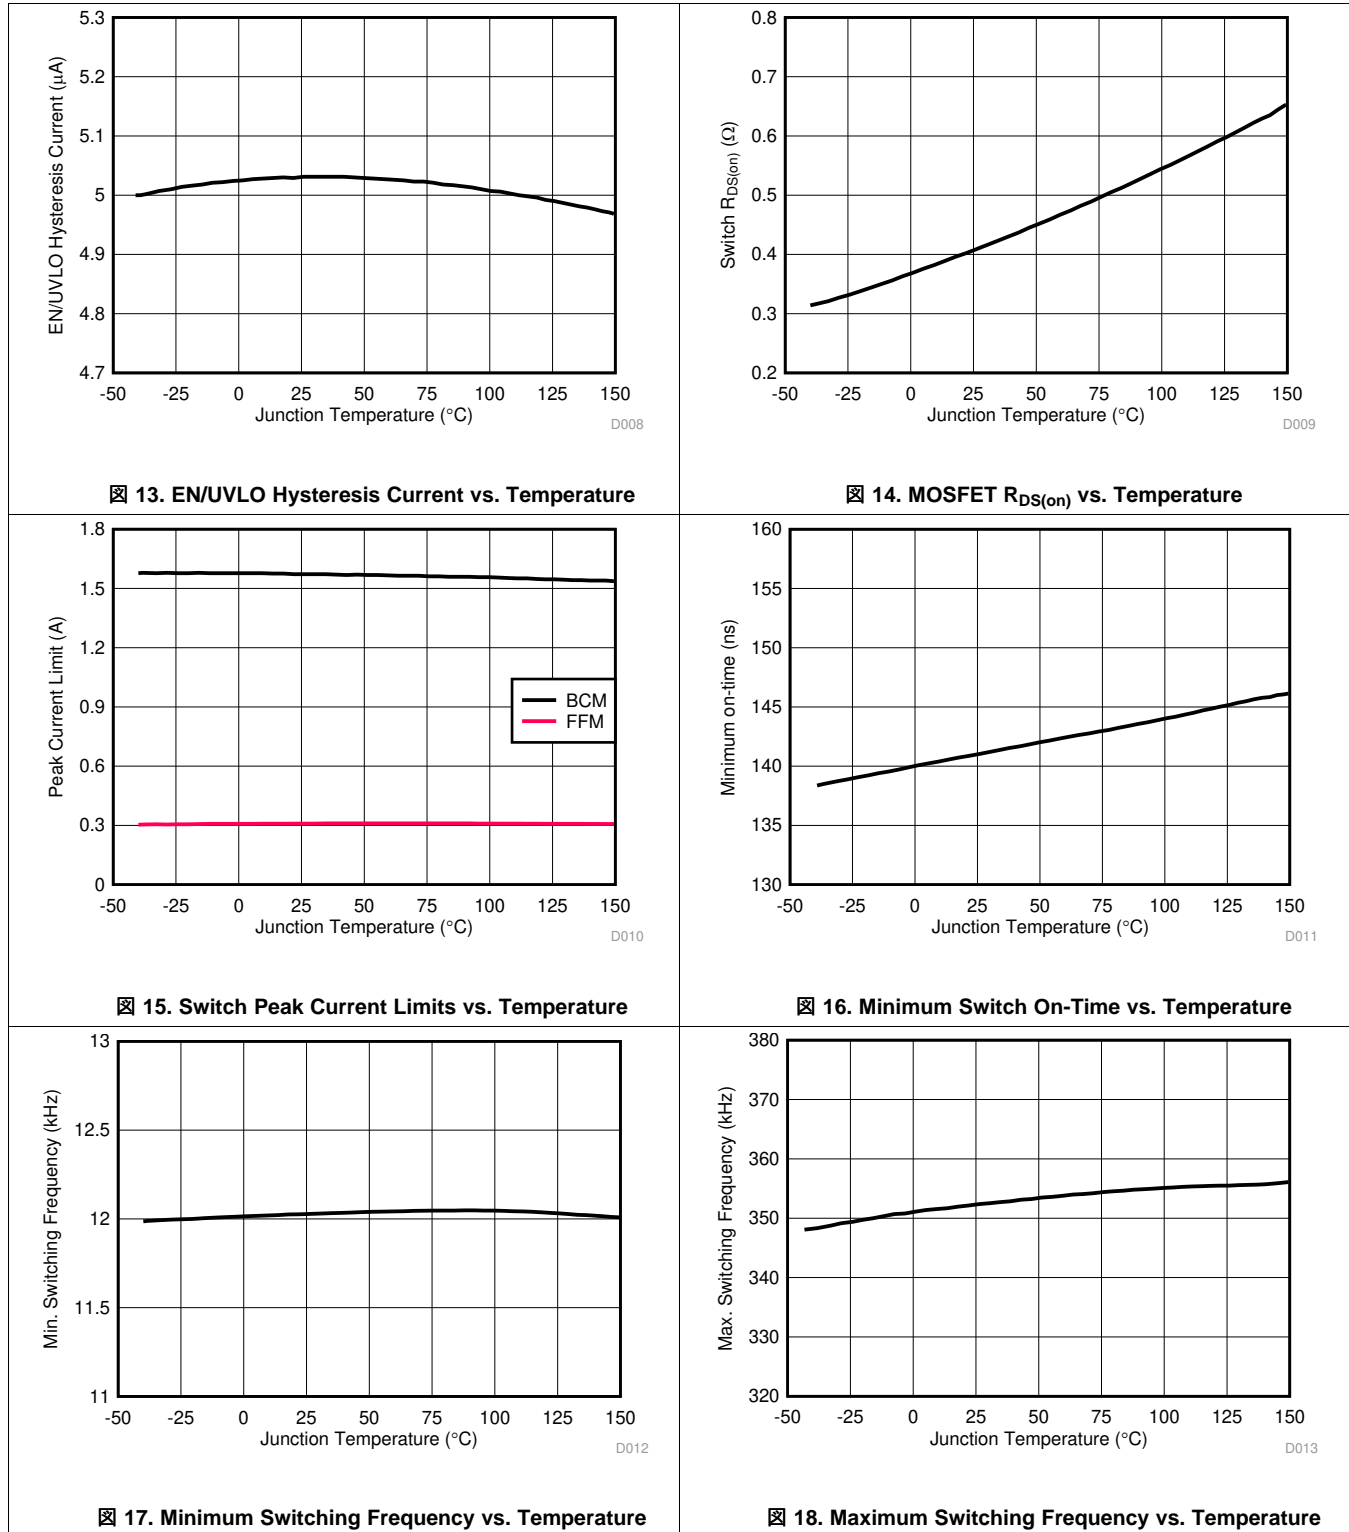 5.3
5.2
5.1
5
4.9
4.8
4.7
EN/UVLO Hysteresis Current (µA)
-50 -25 0 25 50 75 100 125 150
Junction Temperature (°C)
D008
図 13. EN/UVLO Hysteresis Current vs. Temperature
0.8
0.7
0.6
0.5
0.4
0.3
0.2
Switch RDS(on) (Ω)
-50 -25 0 25 50 75 100 125 150
Junction Temperature (°C)
D009
図 14. MOSFET RDS(on) vs. Temperature
1.8
1.5
1.2
0.9
0.6
0.3
0
Peak Current Limit (A)
BCM
FFM
-50 -25 0 25 50 75 100 125 150
Junction Temperature (°C)
D010
図 15. Switch Peak Current Limits vs. Temperature
160
155
150
145
140
135
130
Minimum on-time (ns)
-50 -25 0 25 50 75 100 125 150
Junction Temperature (°C)
D011
図 16. Minimum Switch On-Time vs. Temperature
13
12.5
12
11.5
11
Min. Switching Frequency (kHz)
-50 -25 0 25 50 75 100 125 150
Junction Temperature (°C)
D012
図 17. Minimum Switching Frequency vs. Temperature
380
370
360
350
340
330
320
Max. Switching Frequency (kHz)
-50 -25 0 25 50 75 100 125 150
Junction Temperature (°C)
D013
図 18. Maximum Switching Frequency vs. Temperature